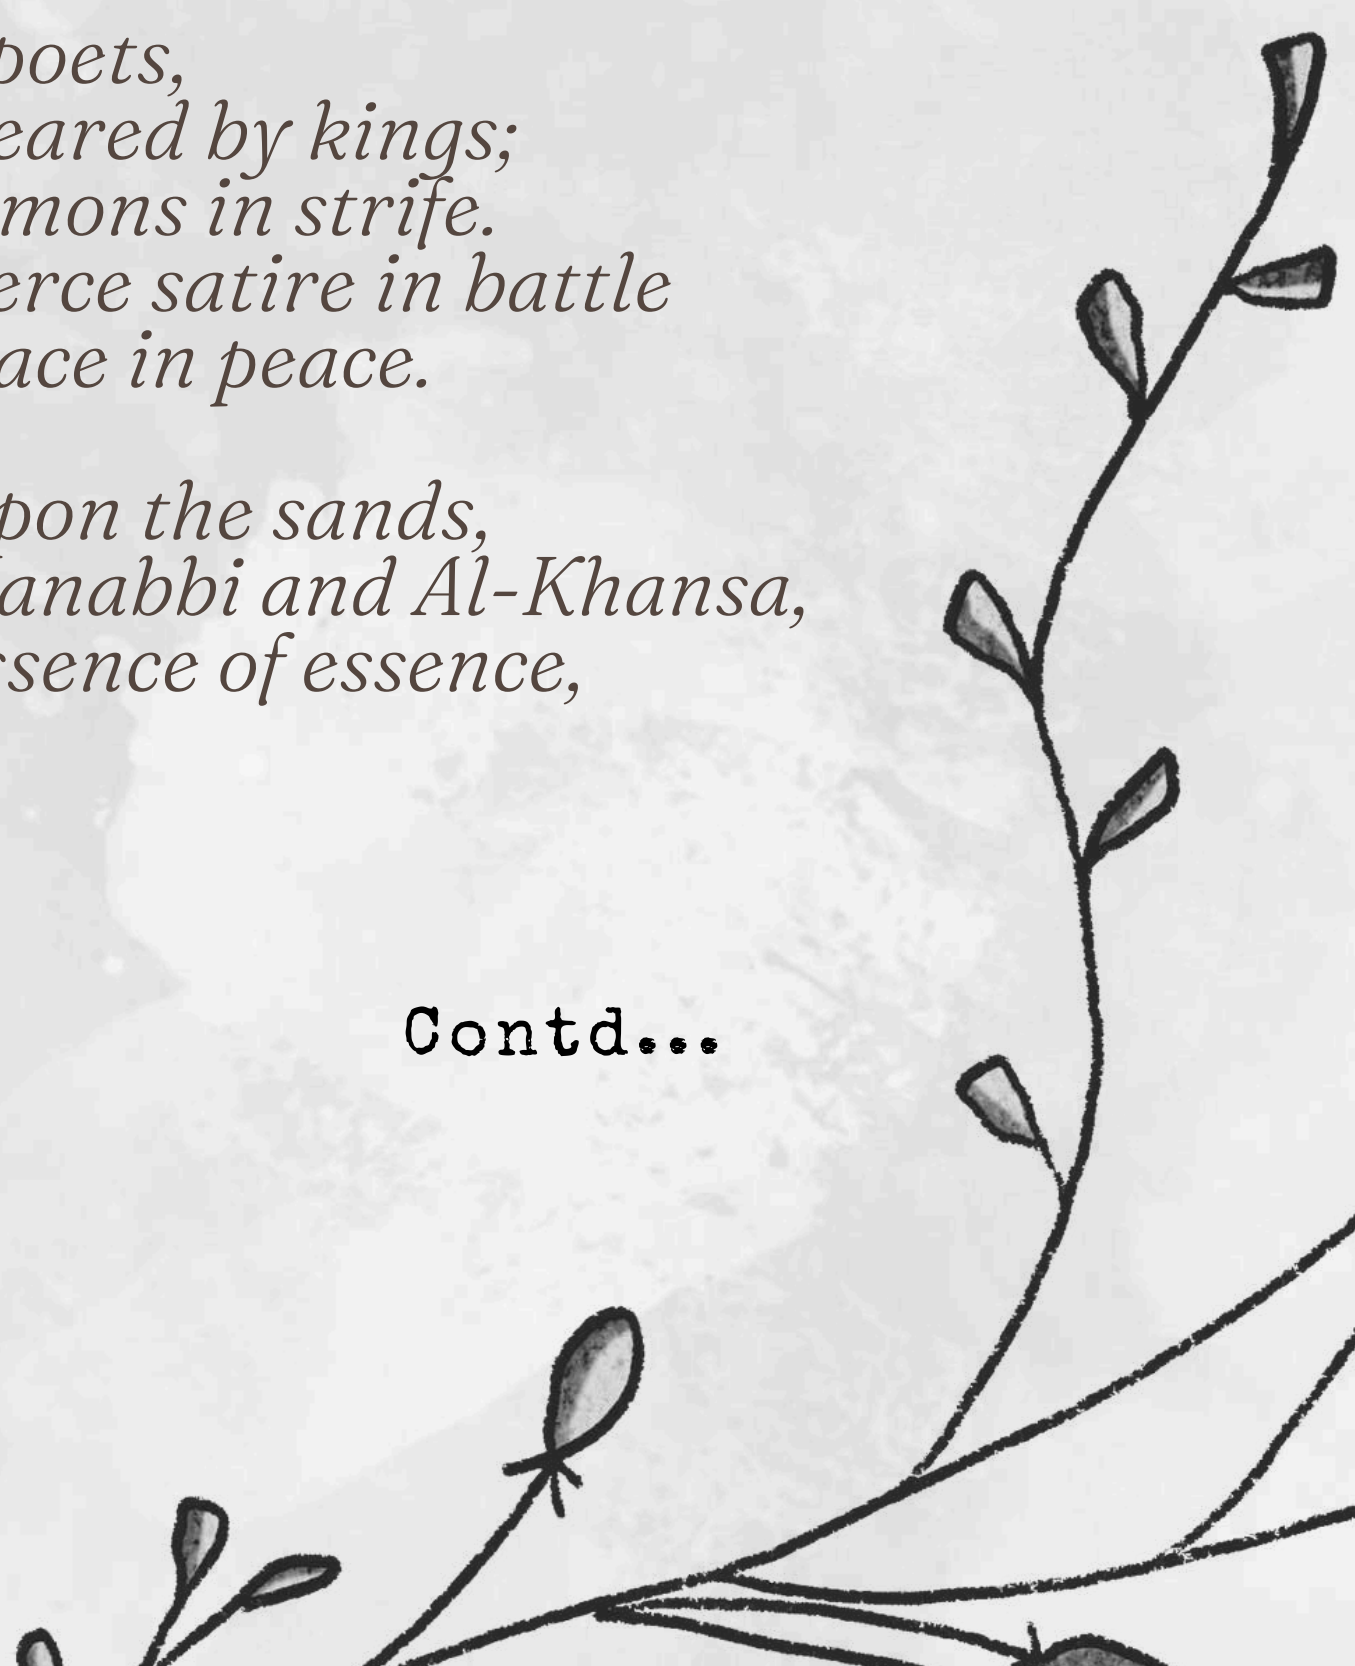 poets,
eared by kings;
mons in strife.
erce satire in battle
ace in peace.
pon the sands,
anabbi and Al-Khansa,
ssence of essence,
Contd...